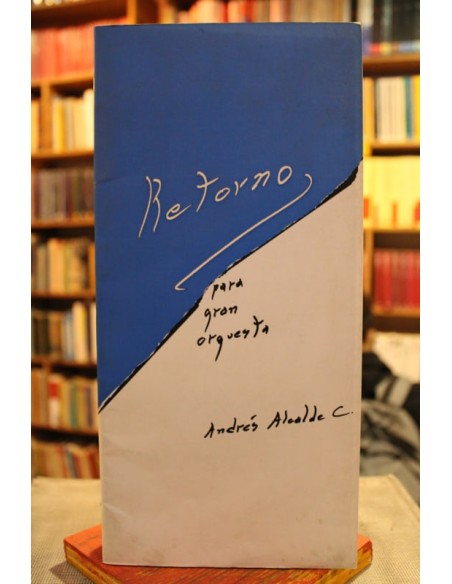 Retorno
para
gran
orquesta
Andrés Alcalde C.